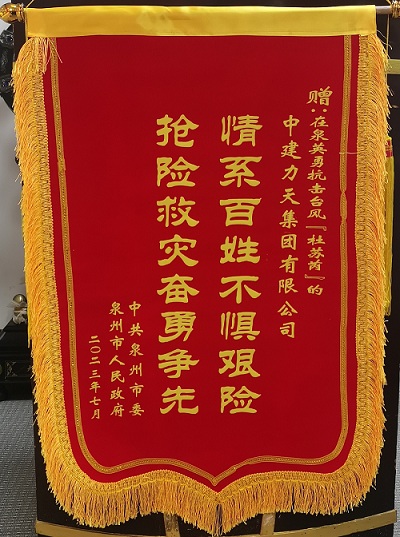 赠：在泉英勇抗击台风『杜苏芮』的
中建力天集团有限公司
情系百姓不惧艰险
抢险救灾奋勇争先
中共泉州市委
泉州市人民政府
二〇二三年七月